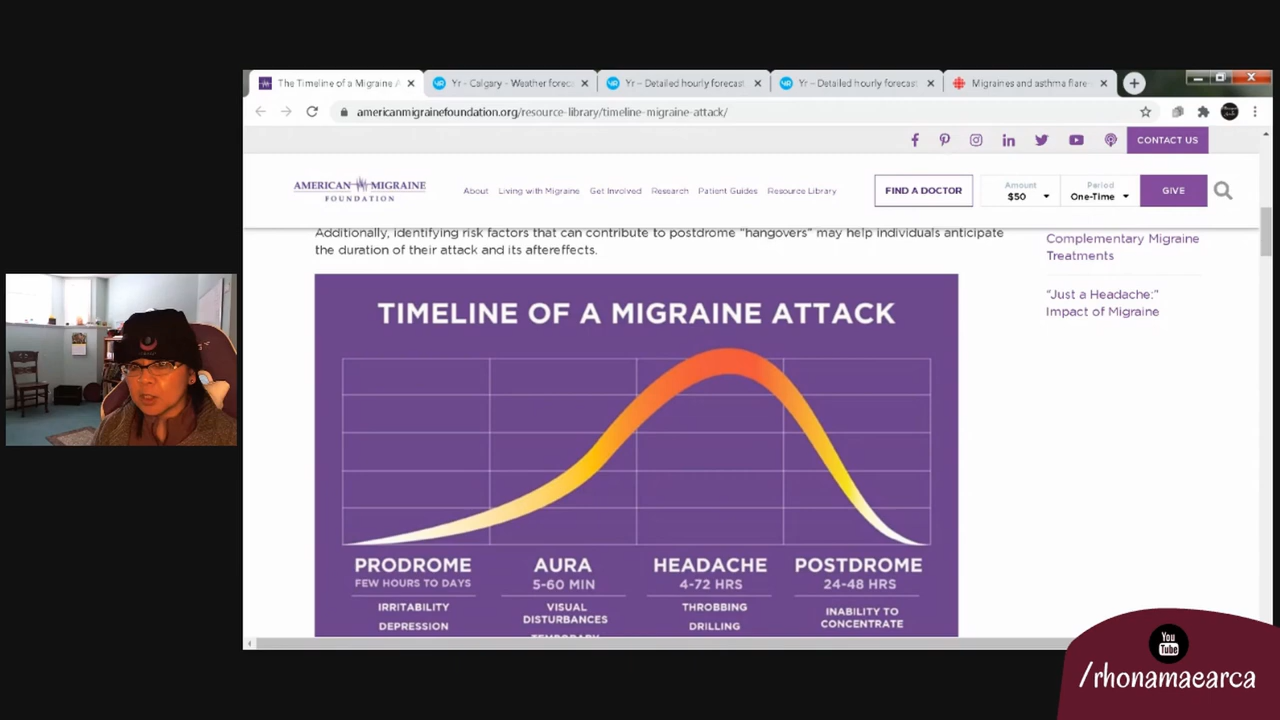 The Timeline of a Migraine A
Yr – Calgary - Weather forec
Yr – Detailed hourly forecast
Yr – Detailed hourly forecast
Migraines and asthma flare
americanmigrainefoundation.org/resource-library/timeline-migraine-attack/
CONTACT US
AMERICAN MIGRAINE
FOUNDATION
About Living with Migraine Get Involved Research Patient Guides Resource Library
FIND A DOCTOR
Amount
$50
Period
One-Time
GIVE
Additionally, identifying risk factors that can contribute to postdrome "hangovers" may help individuals anticipate
the duration of their attack and its aftereffects.
Complementary Migraine
Treatments
"Just a Headache:"
Impact of Migraine
TIMELINE OF A MIGRAINE ATTACK
PRODROME
FEW HOURS TO DAYS
IRRITABILITY
DEPRESSION
AURA
5-60 MIN
VISUAL
DISTURBANCES
TEMPORARY
HEADACHE
4-72 HRS
THROBBING
DRILLING
POSTDROME
24-48 HRS
INABILITY TO
CONCENTRATE
You
Tube
/rhonamaearca